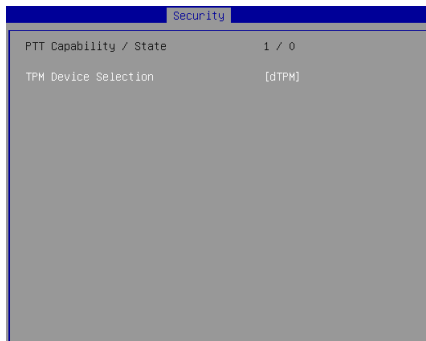 Security
PTT Capability / State 1 / 0
TPM Device Selection [dTPM]